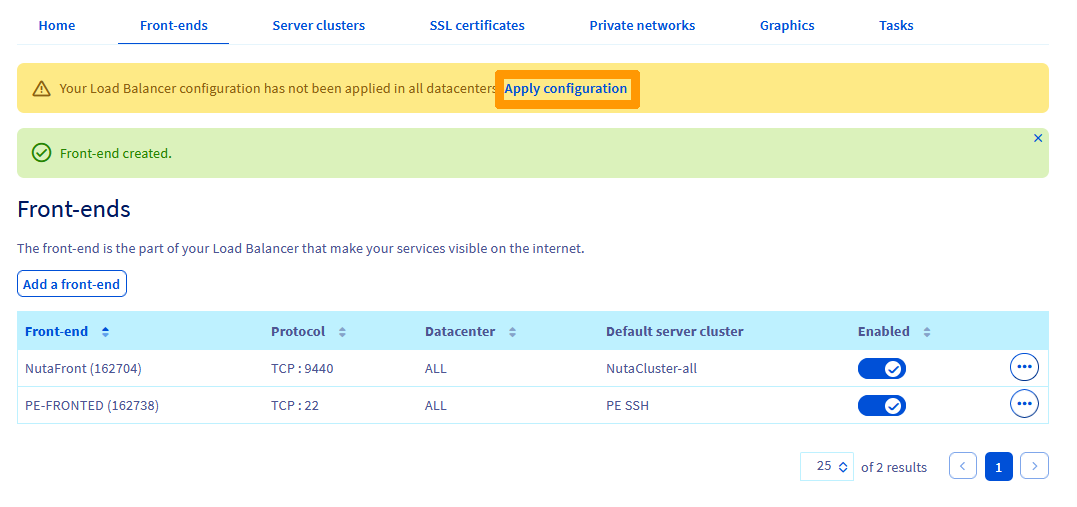 Home Front-ends Server clusters SSL certificates Private networks Graphics Tasks
Your Load Balancer configuration has not been applied in all datacenters Apply configuration
Front-end created.
Front-ends
The front-end is the part of your Load Balancer that make your services visible on the internet.
Add a front-end
Front-end Protocol Datacenter Default server cluster Enabled
NutaFront (162704) TCP : 9440 ALL NutaCluster-all
PE-FRONTED (162738) TCP : 22 ALL PE SSH
25 of 2 results 1